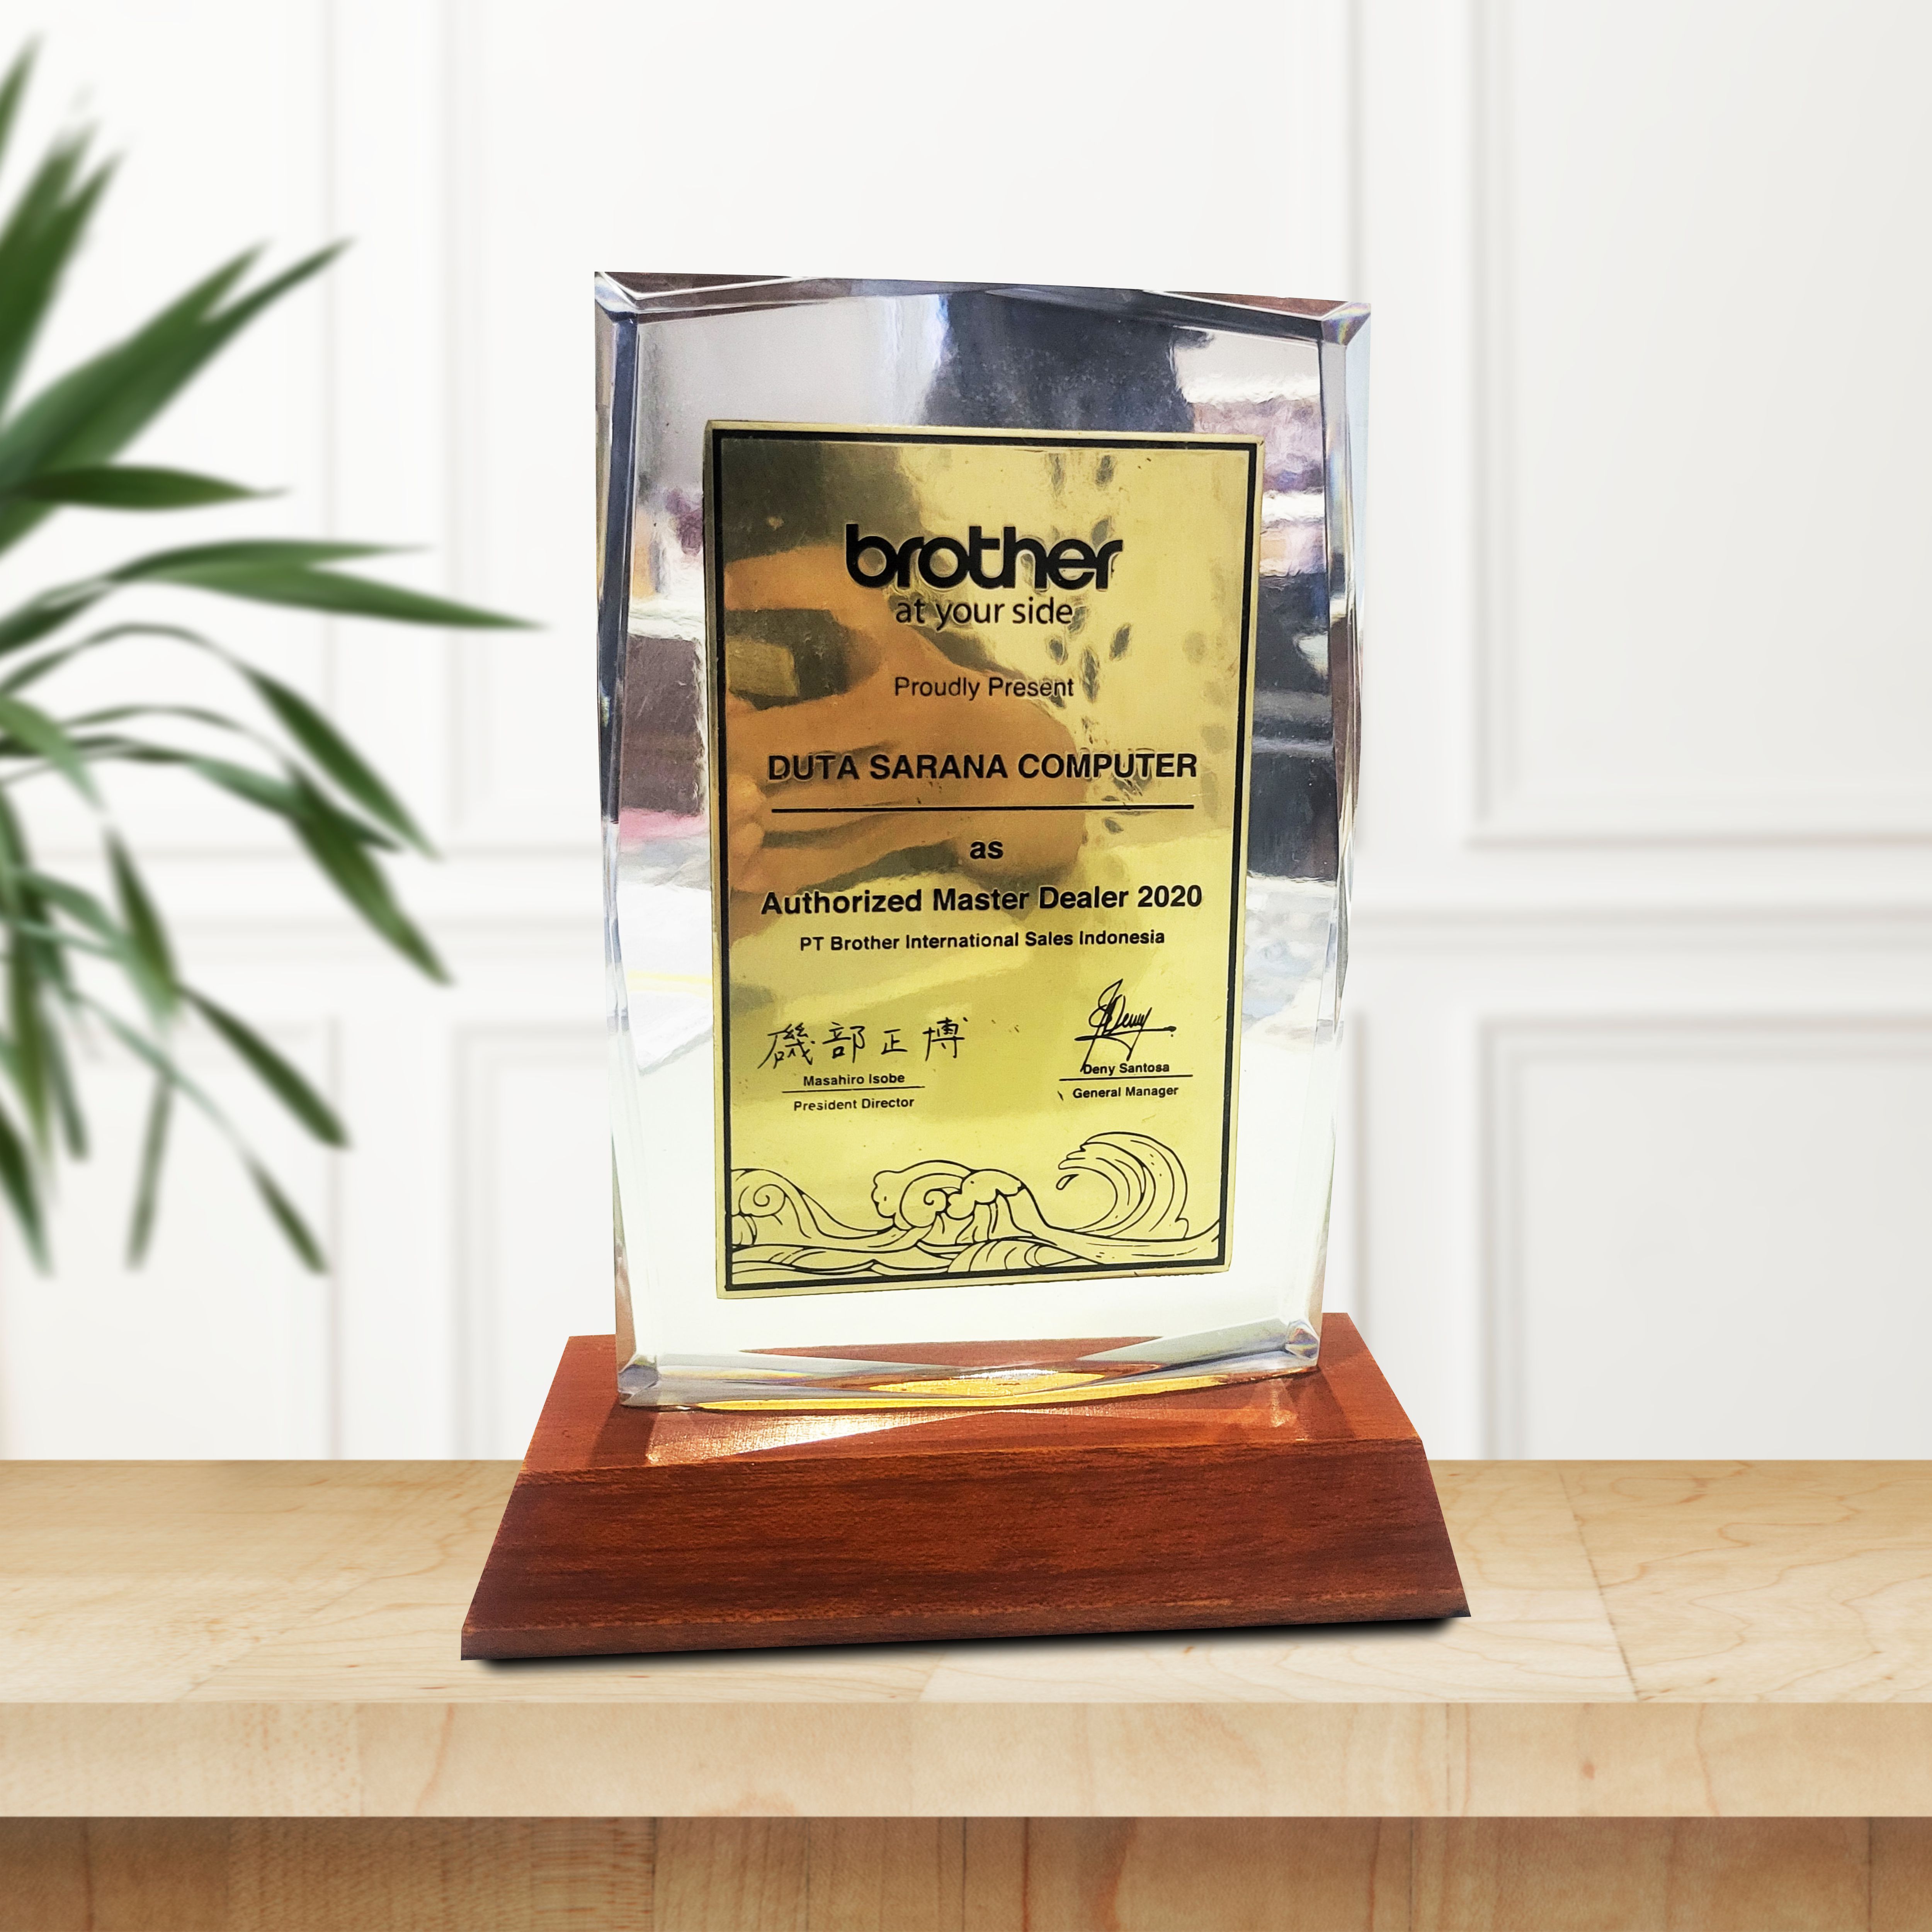 brother
at your side
Proudly Present
DUTA SARANA COMPUTER
as
Authorized Master Dealer 2020
PT Brother International Sales Indonesia
磯部正博
Deny
Masahiro Isobe
Deny Santosa
President Director
General Manager